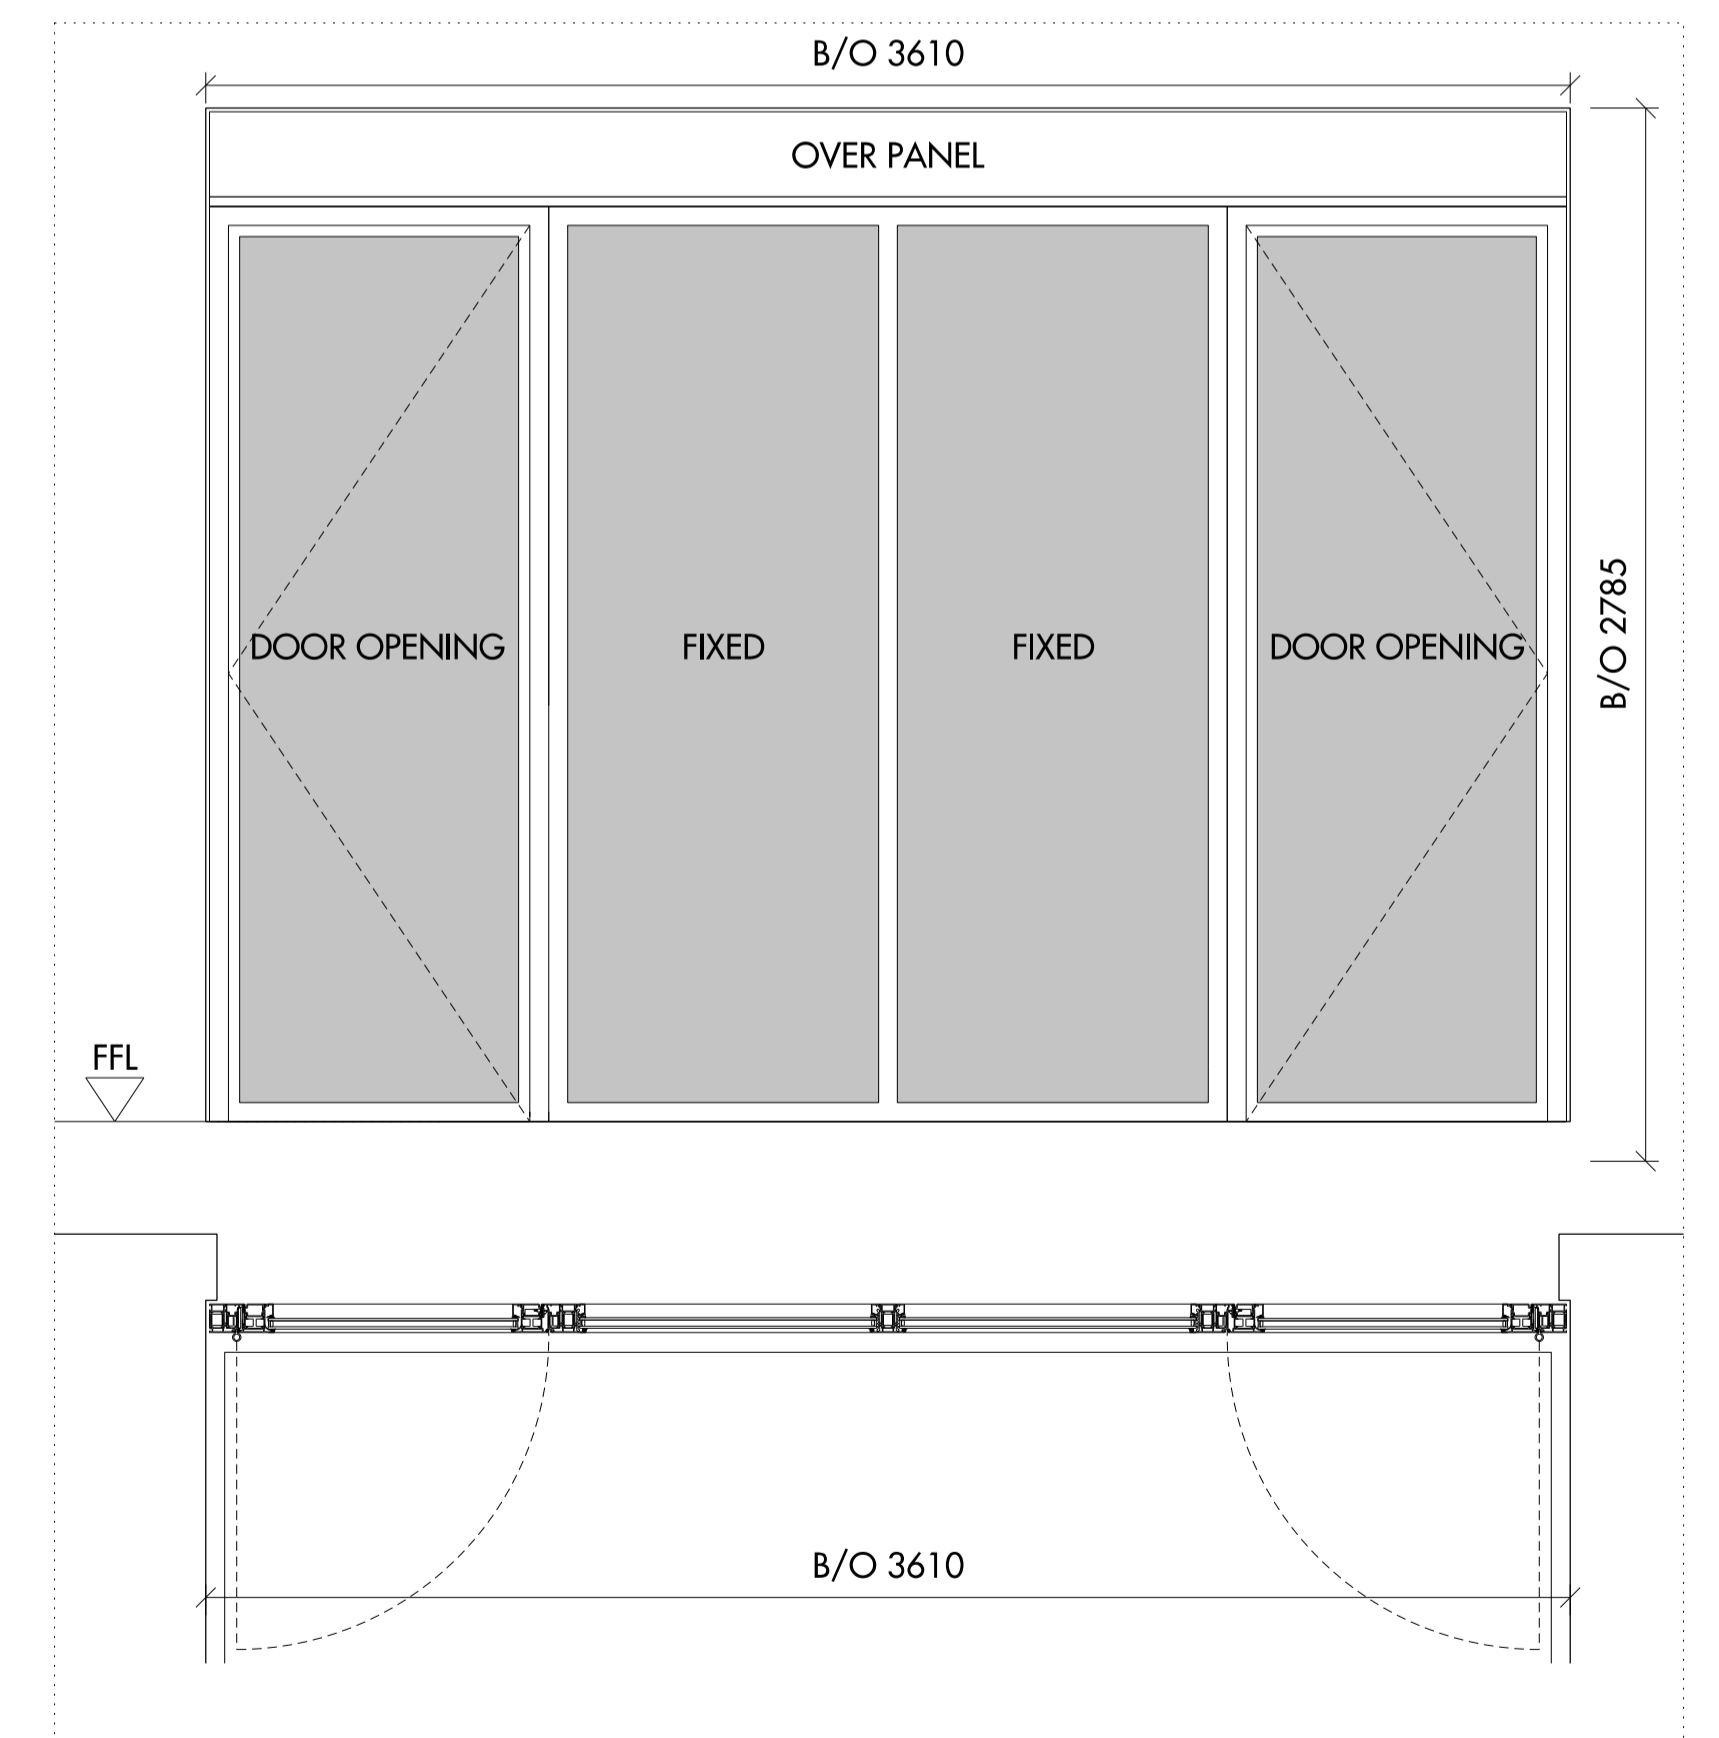 B/O 3610
OVER PANEL
DOOR OPENING
FIXED
FIXED
DOOR OPENING
B/O 2785
FFL
B/O 3610